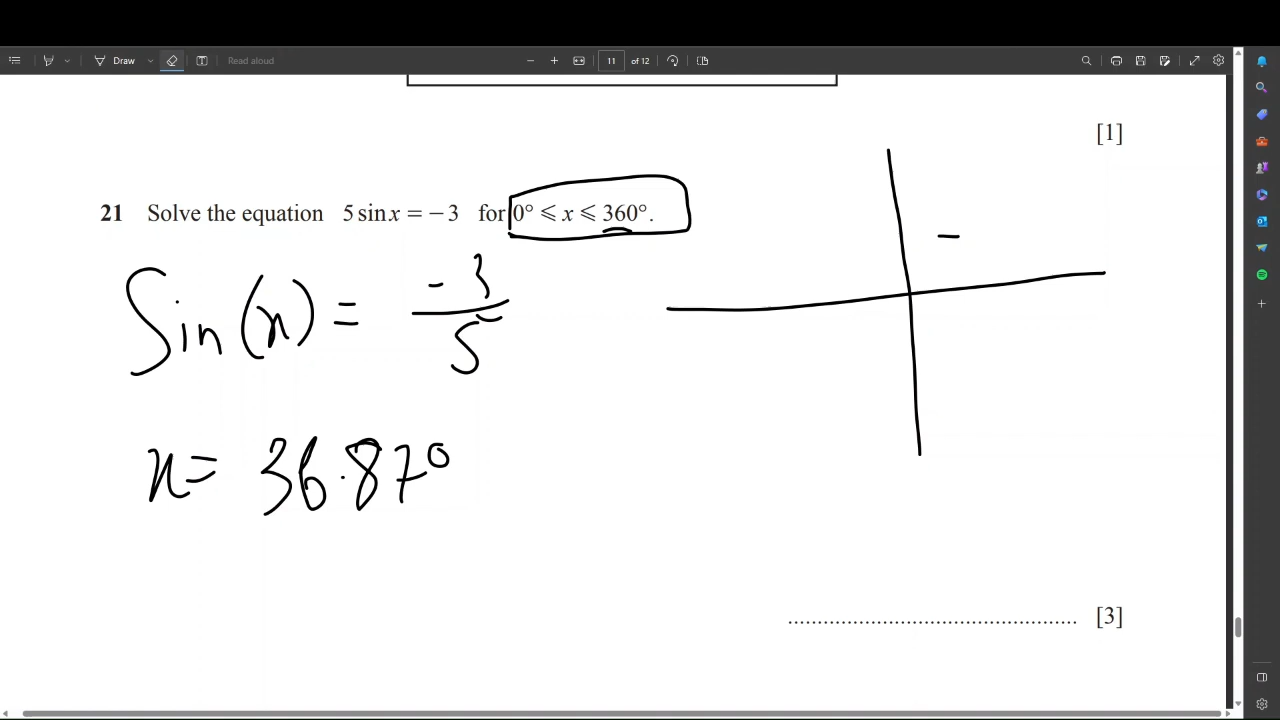 Draw
Read aloud
11 of 12
[1]
21 Solve the equation 5 sin x = −3 for 0° ⩽ x ⩽ 360°.
Sin(x) = -3/5
x = 36.87°
................................................ [3]